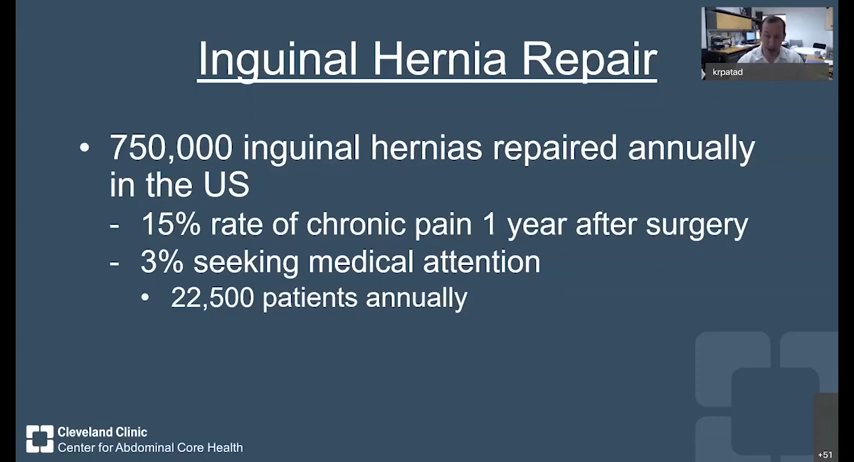 Inguinal Hernia Repair
krpatad
• 750,000 inguinal hernias repaired annually
in the US
- 15% rate of chronic pain 1 year after surgery
- 3% seeking medical attention
• 22,500 patients annually
Cleveland Clinic
Center for Abdominal Core Health
+51